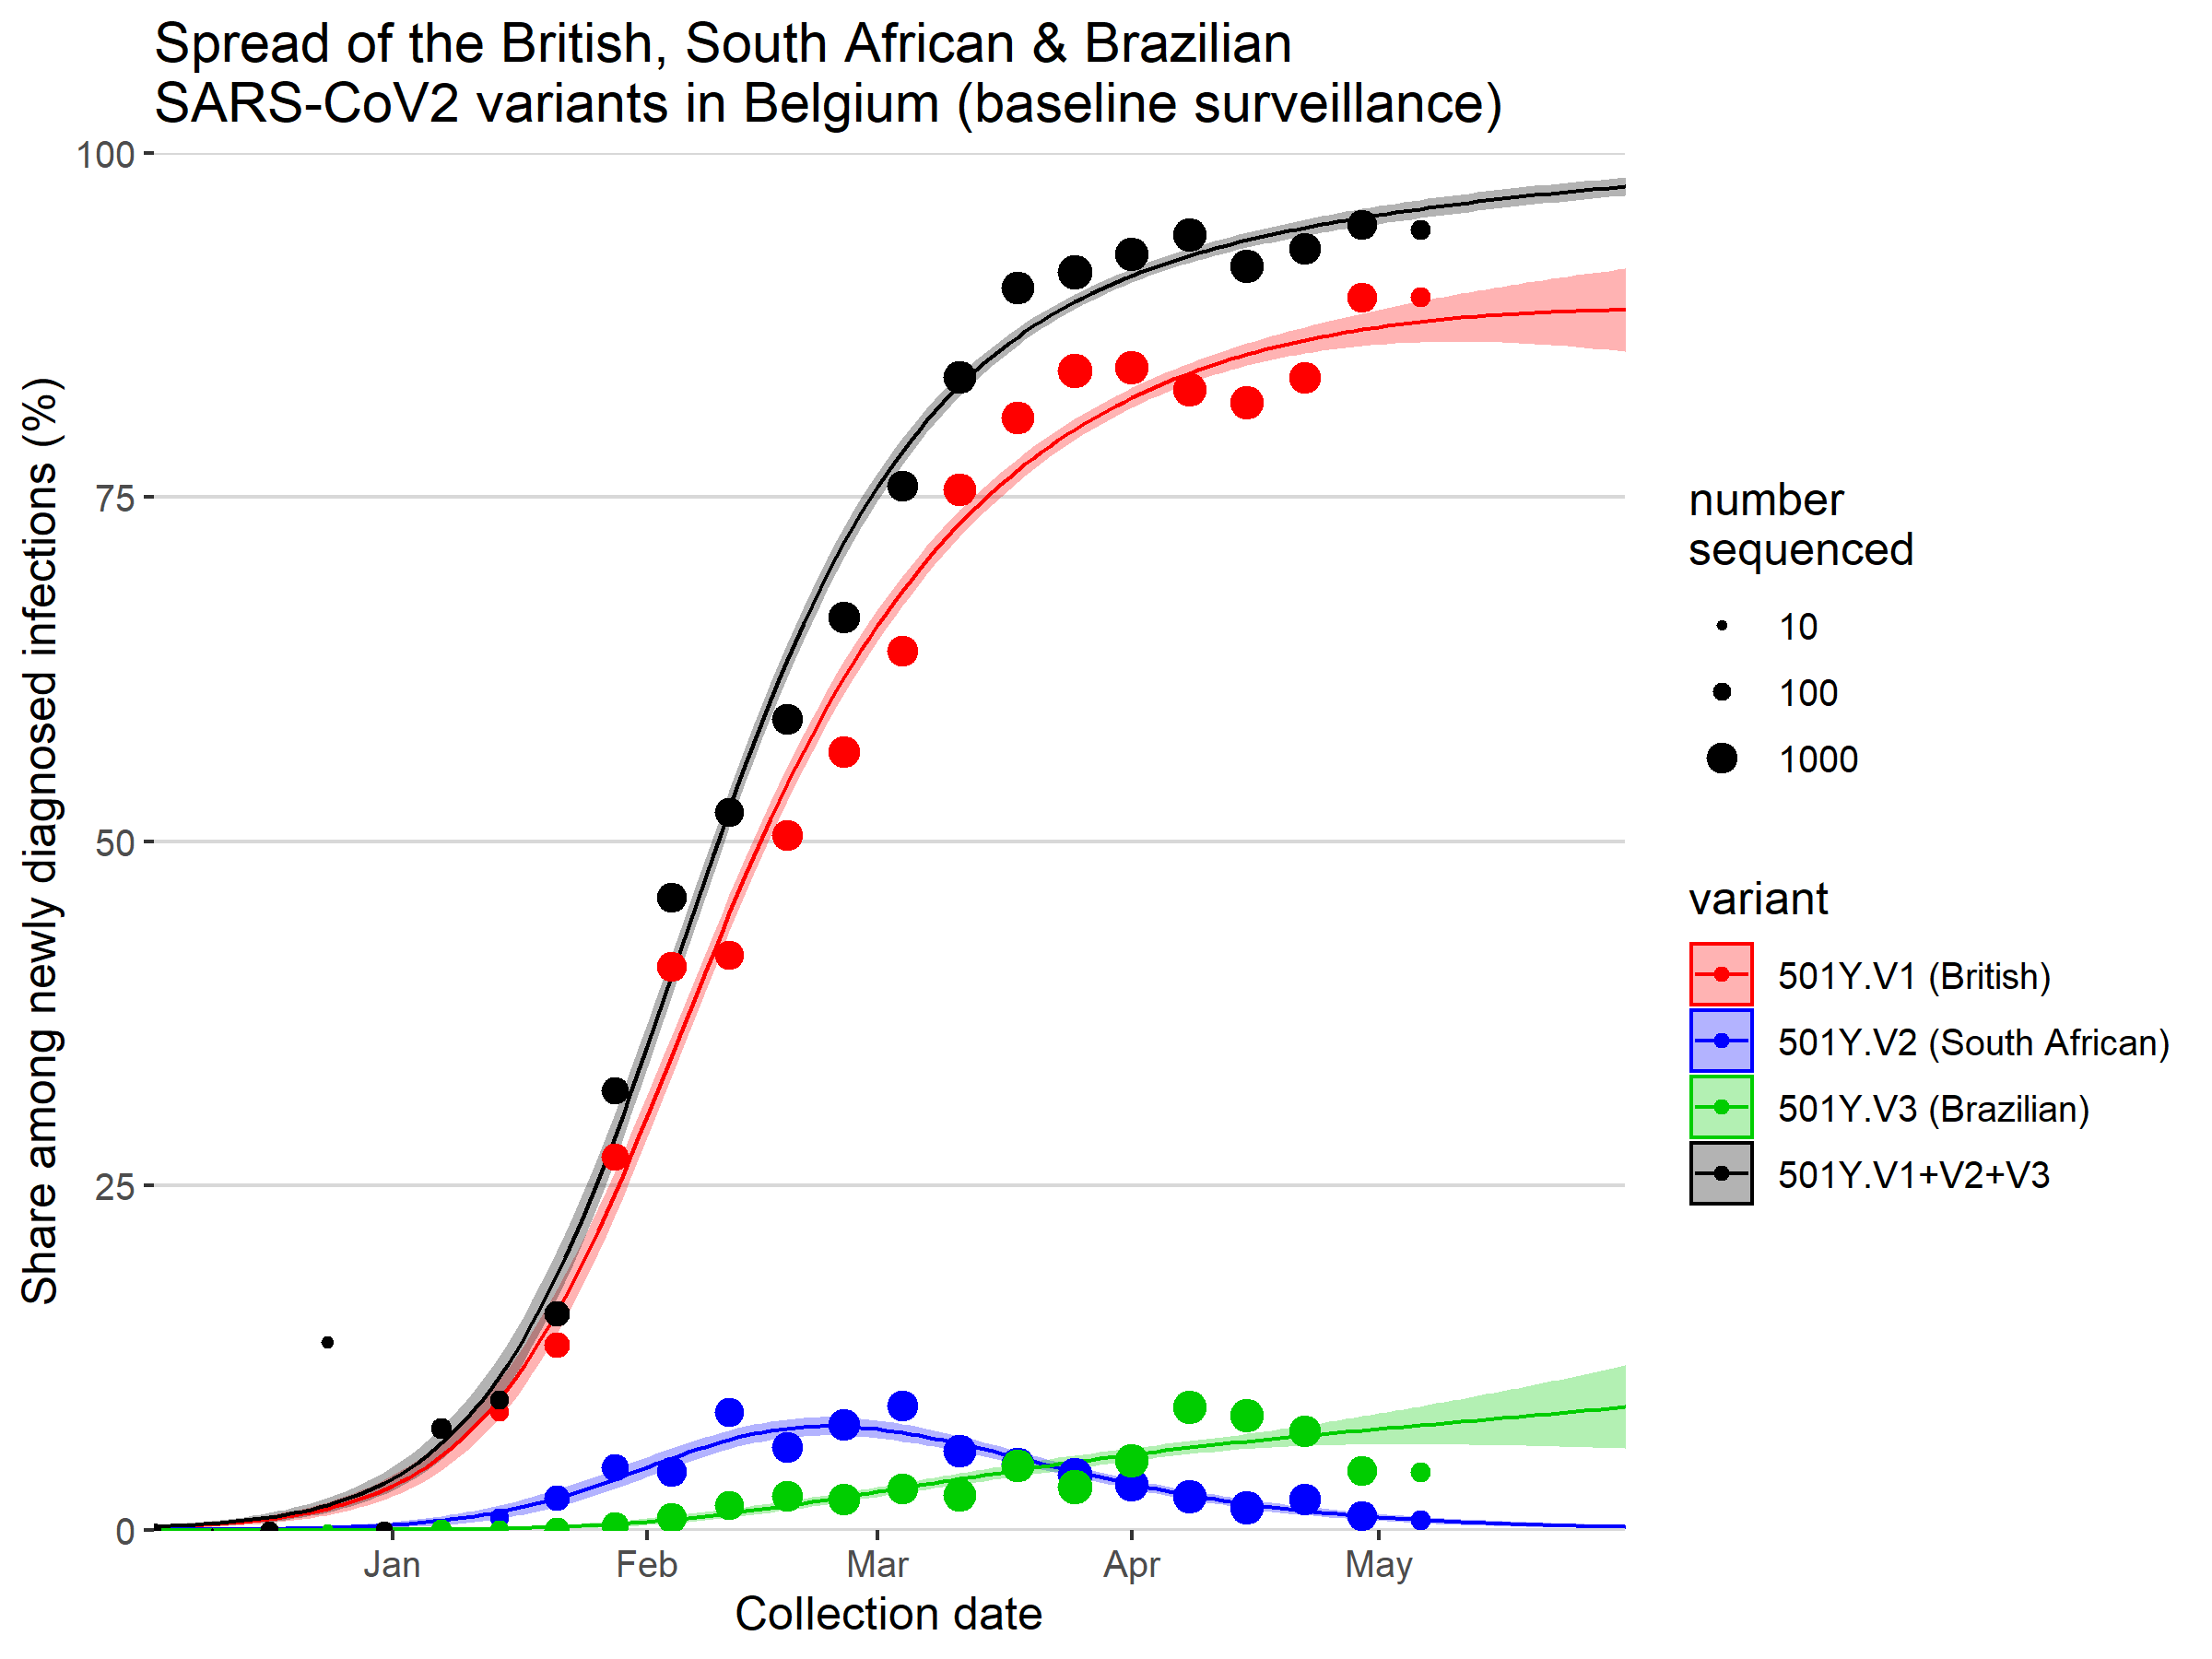 Spread of the British, South African & Brazilian
SARS-CoV2 variants in Belgium (baseline surveillance)
Share among newly diagnosed infections (%)
100
75
50
25
0
Jan
Feb
Mar
Apr
May
Collection date
number
sequenced
10
100
1000
variant
501Y.V1 (British)
501Y.V2 (South African)
501Y.V3 (Brazilian)
501Y.V1+V2+V3